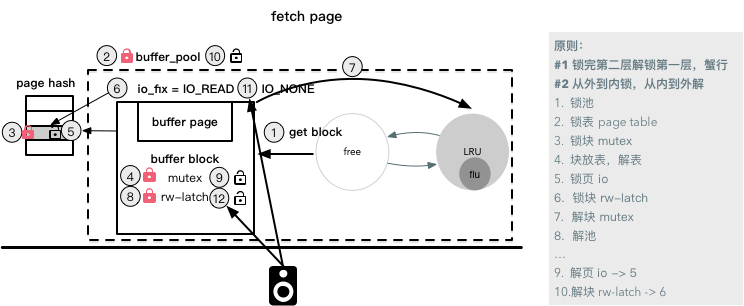 fetch page
② buffer_pool ⑩
⑦
page hash
⑥ io_fix = IO_READ ⑪ IO_NONE
buffer page
① get block
③ ⑤
free
LRU
flu
buffer block
④ mutex ⑨
⑧ rw-latch ⑫
原则：
#1 锁完第二层解锁第一层，蟹行
#2 从外到内锁，从内到外解
1. 锁池
2. 锁表 page table
3. 锁块 mutex
4. 块放表，解表
5. 锁页 io
6. 锁块 rw-latch
7. 解块 mutex
8. 解池
...
9. 解页 io -> 5
10.解块 rw-latch -> 6